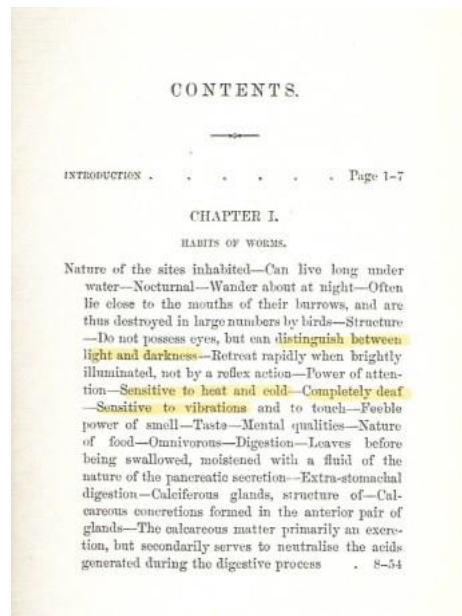 CONTENTS.
INTRODUCTION . . . . . . Page 1–7
CHAPTER I.
HABITS OF WORMS.
Nature of the sites inhabited—Can live long under
water—Nocturnal—Wander about at night—Often
lie close to the mouths of their burrows, and are
thus destroyed in large numbers by birds—Structure
—Do not possess eyes, but can distinguish between
light and darkness—Retreat rapidly when brightly
illuminated, not by a reflex action—Power of atten-
tion—Sensitive to heat and cold—Completely deaf
—Sensitive to vibrations and to touch—Feeble
power of smell—Taste—Mental qualities—Nature
of food—Omnivorous—Digestion—Leaves before
being swallowed, moistened with a fluid of the
nature of the pancreatic secretion—Extra-stomachal
digestion—Calciferous glands, structure of—Cal-
careous concretions formed in the anterior pair of
glands—The calcareous matter primarily an excre-
tion, but secondarily serves to neutralise the acids
generated during the digestive process . 8–54